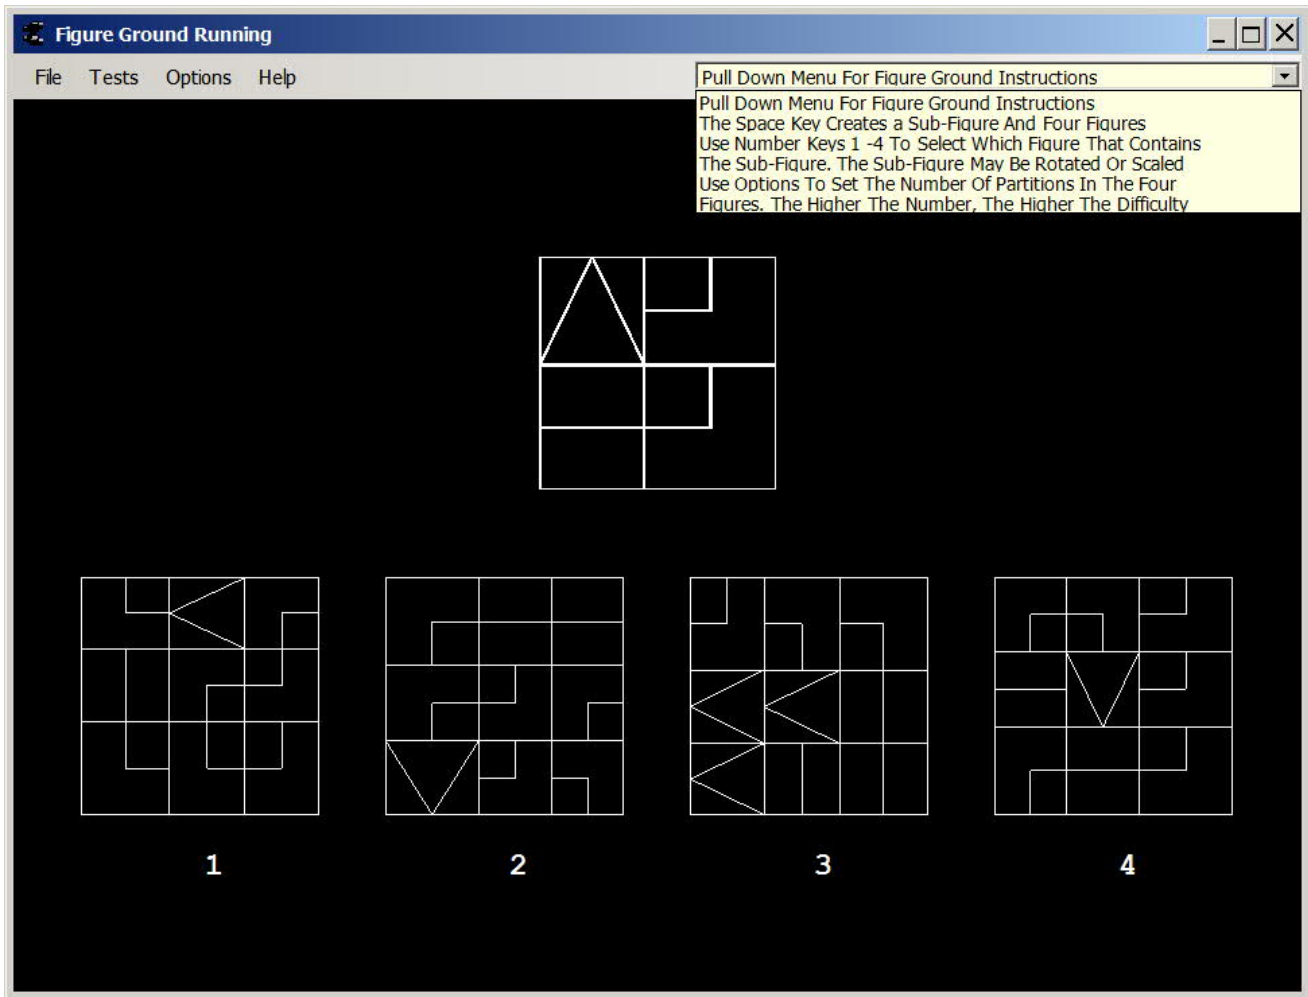 Figure Ground Running
File Tests Options Help
Pull Down Menu For Figure Ground Instructions
Pull Down Menu For Figure Ground Instructions
The Space Key Creates a Sub-Figure And Four Figures
Use Number Keys 1 -4 To Select Which Figure That Contains
The Sub-Figure. The Sub-Figure May Be Rotated Or Scaled
Use Options To Set The Number Of Partitions In The Four
Figures. The Higher The Number, The Higher The Difficulty
1 2 3 4